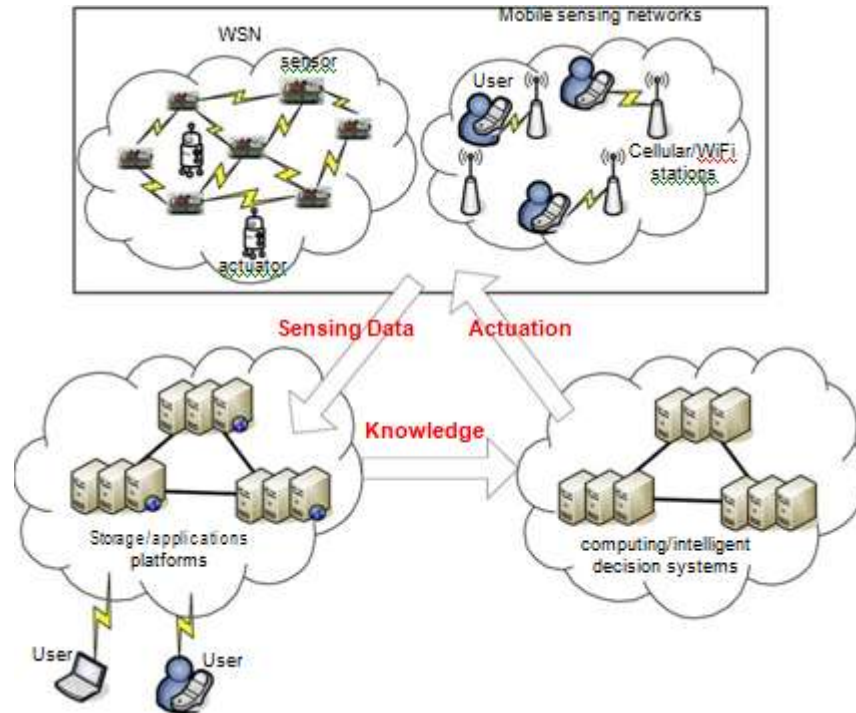 Mobile sensing networks
WSN
sensor
User
Cellular/WiFi
stations
actuator
Sensing Data
Actuation
Knowledge
Storage/applications
platforms
computing/intelligent
decision systems
User
User